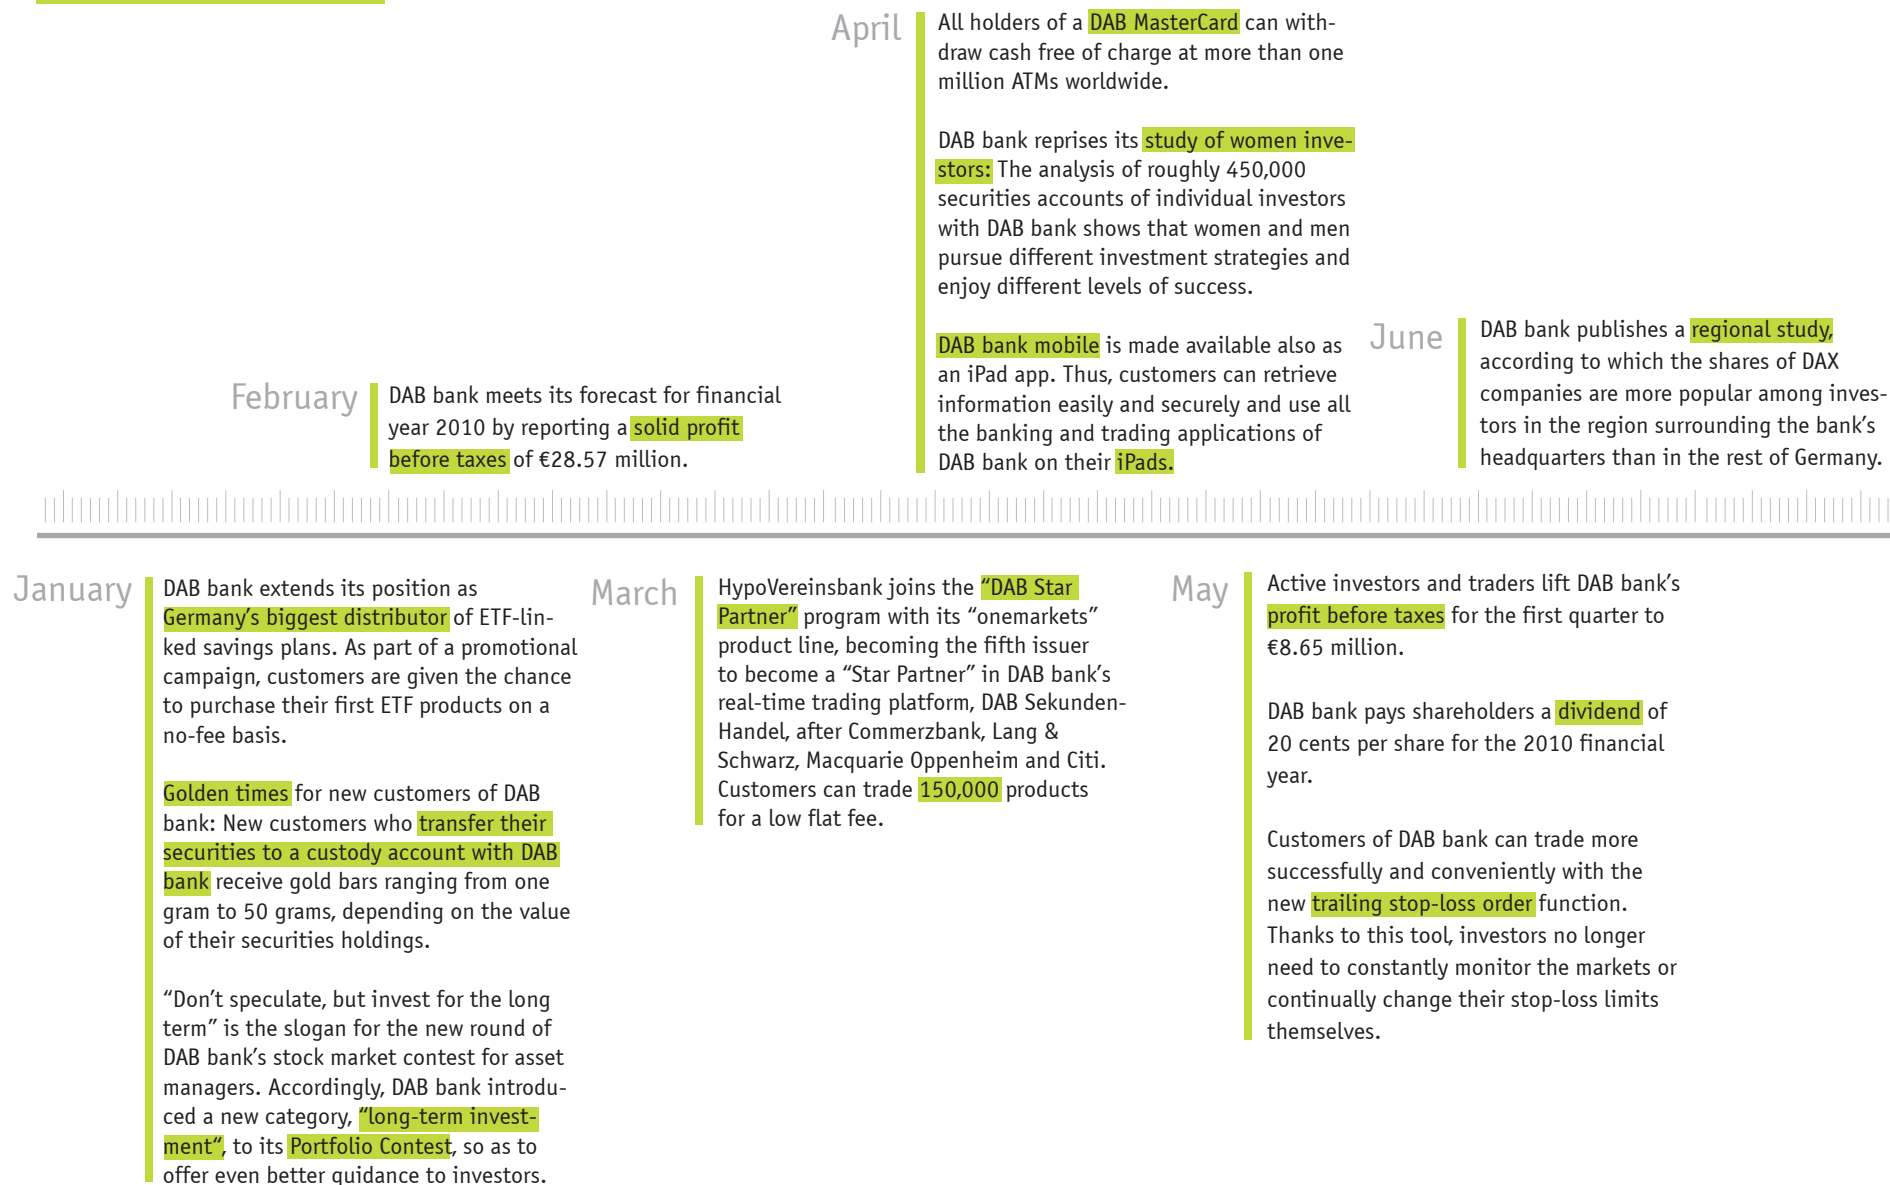 April
All holders of a DAB MasterCard can with-
draw cash free of charge at more than one
million ATMs worldwide.
DAB bank reprises its study of women inve-
stors: The analysis of roughly 450,000
securities accounts of individual investors
with DAB bank shows that women and men
pursue different investment strategies and
enjoy different levels of success.
DAB bank mobile is made available also as
an iPad app. Thus, customers can retrieve
information easily and securely and use all
the banking and trading applications of
DAB bank on their iPads.
June
DAB bank publishes a regional study,
according to which the shares of DAX
companies are more popular among inves-
tors in the region surrounding the bank’s
headquarters than in the rest of Germany.
February
DAB bank meets its forecast for financial
year 2010 by reporting a solid profit
before taxes of €28.57 million.
January
DAB bank extends its position as
Germany’s biggest distributor of ETF-lin-
ked savings plans. As part of a promotional
campaign, customers are given the chance
to purchase their first ETF products on a
no-fee basis.
Golden times for new customers of DAB
bank: New customers who transfer their
securities to a custody account with DAB
bank receive gold bars ranging from one
gram to 50 grams, depending on the value
of their securities holdings.
“Don’t speculate, but invest for the long
term” is the slogan for the new round of
DAB bank’s stock market contest for asset
managers. Accordingly, DAB bank introdu-
ced a new category, “long-term invest-
ment“, to its Portfolio Contest, so as to
offer even better guidance to investors.
March
HypoVereinsbank joins the “DAB Star
Partner” program with its “onemarkets”
product line, becoming the fifth issuer
to become a “Star Partner” in DAB bank’s
real-time trading platform, DAB Sekunden-
Handel, after Commerzbank, Lang &
Schwarz, Macquarie Oppenheim and Citi.
Customers can trade 150,000 products
for a low flat fee.
May
Active investors and traders lift DAB bank’s
profit before taxes for the first quarter to
€8.65 million.
DAB bank pays shareholders a dividend of
20 cents per share for the 2010 financial
year.
Customers of DAB bank can trade more
successfully and conveniently with the
new trailing stop-loss order function.
Thanks to this tool, investors no longer
need to constantly monitor the markets or
continually change their stop-loss limits
themselves.